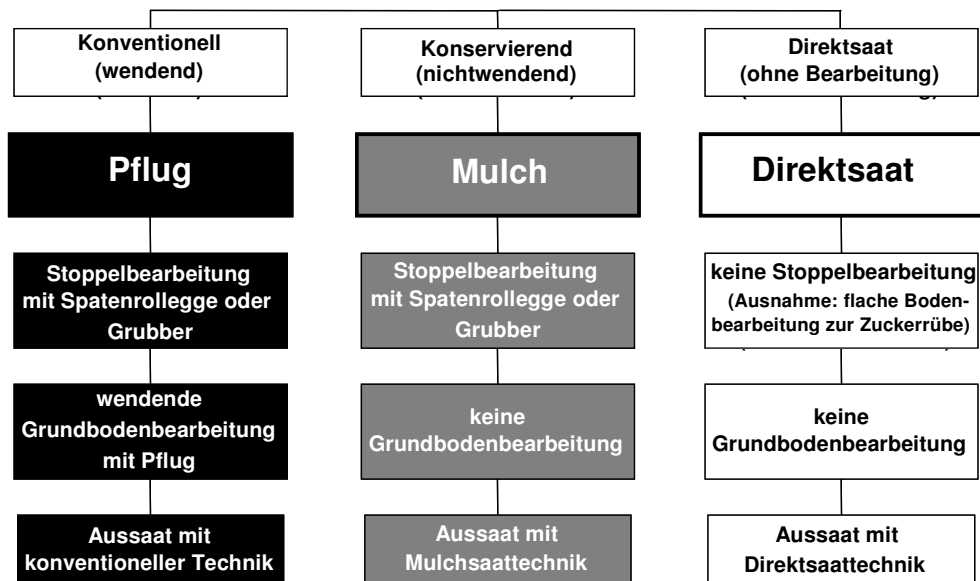 Konventionell
(wendend)
Pflug
Stoppelbearbeitung
mit Spatenrollegge oder
Grubber
wendende
Grundbodenbearbeitung
mit Pflug
Aussaat mit
konventioneller Technik
Konservierend
(nichtwendend)
Mulch
Stoppelbearbeitung
mit Spatenrollegge oder
Grubber
keine
Grundbodenbearbeitung
Aussaat mit
Mulchsaattechnik
Direktsaat
(ohne Bearbeitung)
Direktsaat
keine Stoppelbearbeitung
(Ausnahme: flache Boden-
bearbeitung zur Zuckerrübe)
keine
Grundbodenbearbeitung
Aussaat mit
Direktsaattechnik